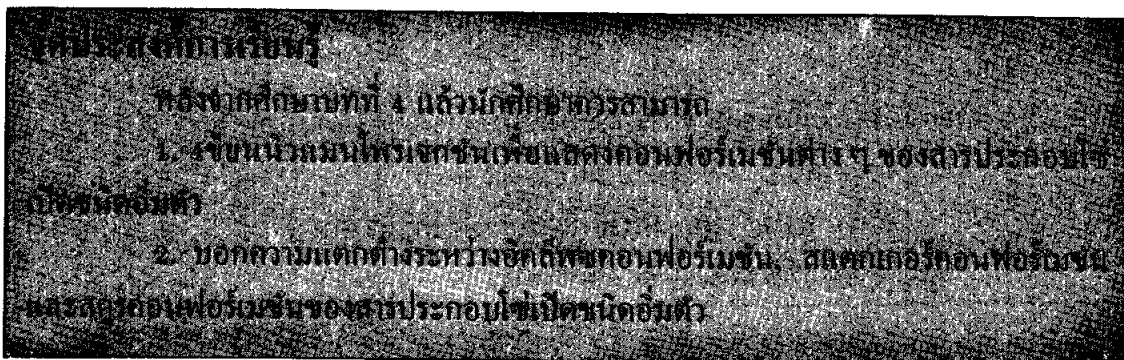 จุดประสงค์การเรียนรู้
หลังจากศึกษาบทที่ 4 แล้วนักศึกษาควรสามารถ
1. เขียนนิวแมนโพรเจกชันเพื่อแสดงคอนฟอร์เมชันต่าง ๆ ของสารประกอบโซ่
เปิดชนิดอิ่มตัว
2. บอกความแตกต่างระหว่างอิคลิพซคอนฟอร์เมชัน, สแตกเกอร์คอนฟอร์เมชัน
และสคิวคอนฟอร์เมชันของสารประกอบโซ่เปิดชนิดอิ่มตัว